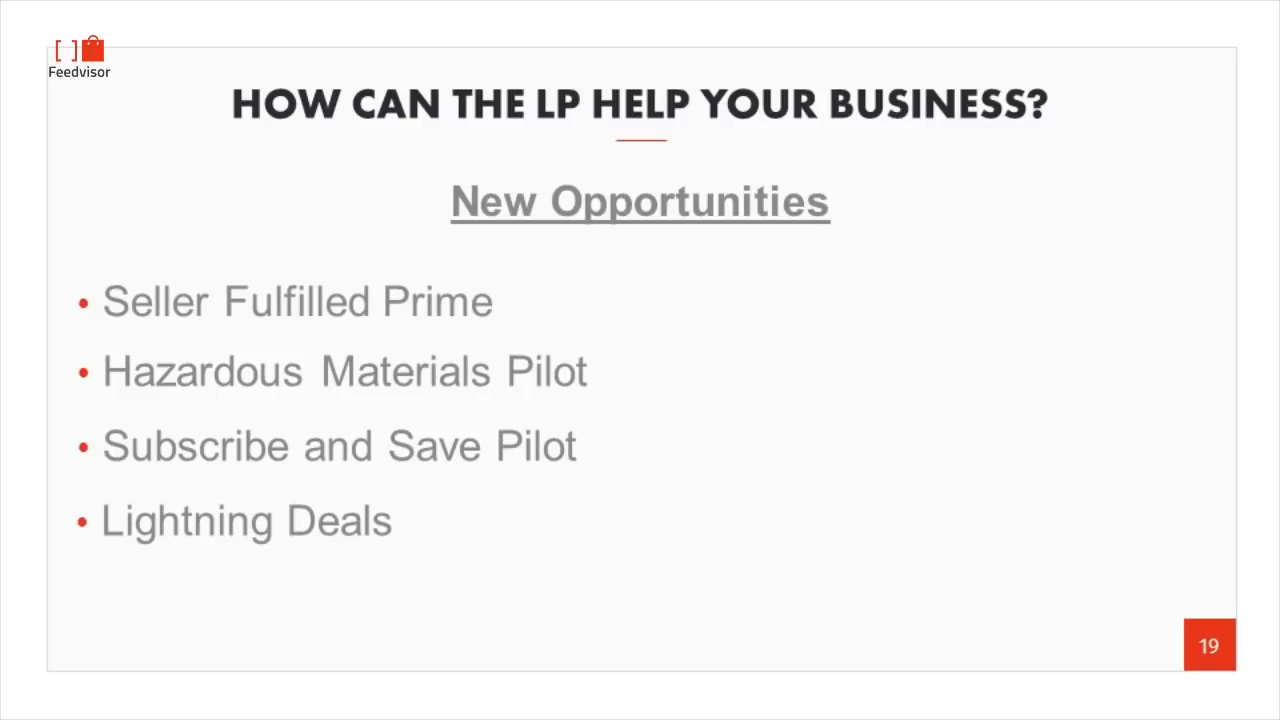 [ ]
Feedvisor
HOW CAN THE LP HELP YOUR BUSINESS?
New Opportunities
• Seller Fulfilled Prime
• Hazardous Materials Pilot
• Subscribe and Save Pilot
• Lightning Deals
19